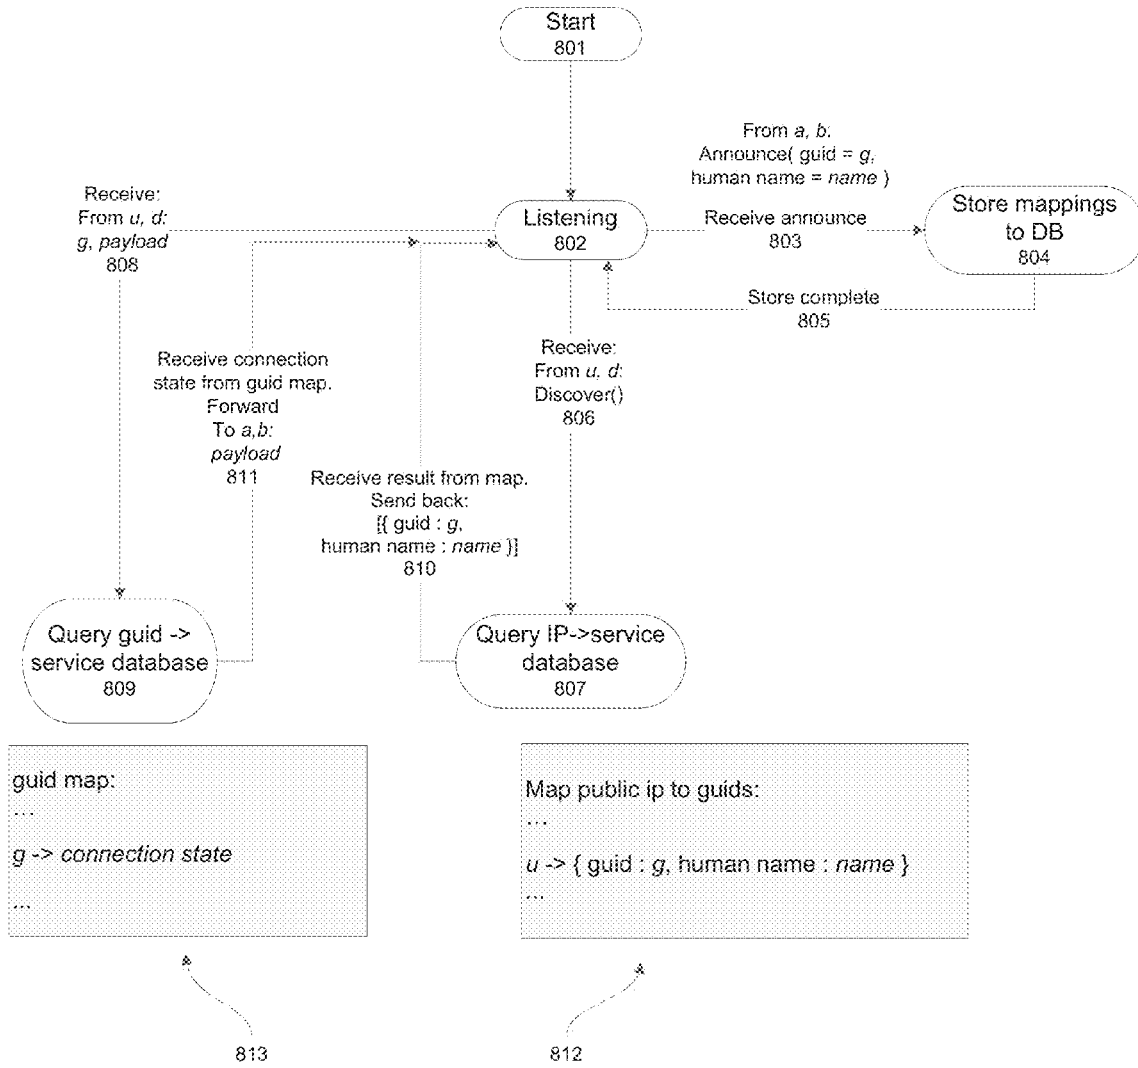 Start
801
From a, b:
Announce( guid = g,
human name = name )
Receive announce
803
Store mappings
to DB
804
Listening
802
Store complete
805
Receive:
From u, d:
g, payload
808
Receive connection
state from guid map.
Forward
To a,b:
payload
811
Receive:
From u, d:
Discover()
806
Receive result from map.
Send back:
[{ guid : g,
human name : name }]
810
Query guid ->
service database
809
Query IP->service
database
807
guid map:
...
g -> connection state
...
Map public ip to guids:
...
u -> { guid : g, human name : name }
...
813
812